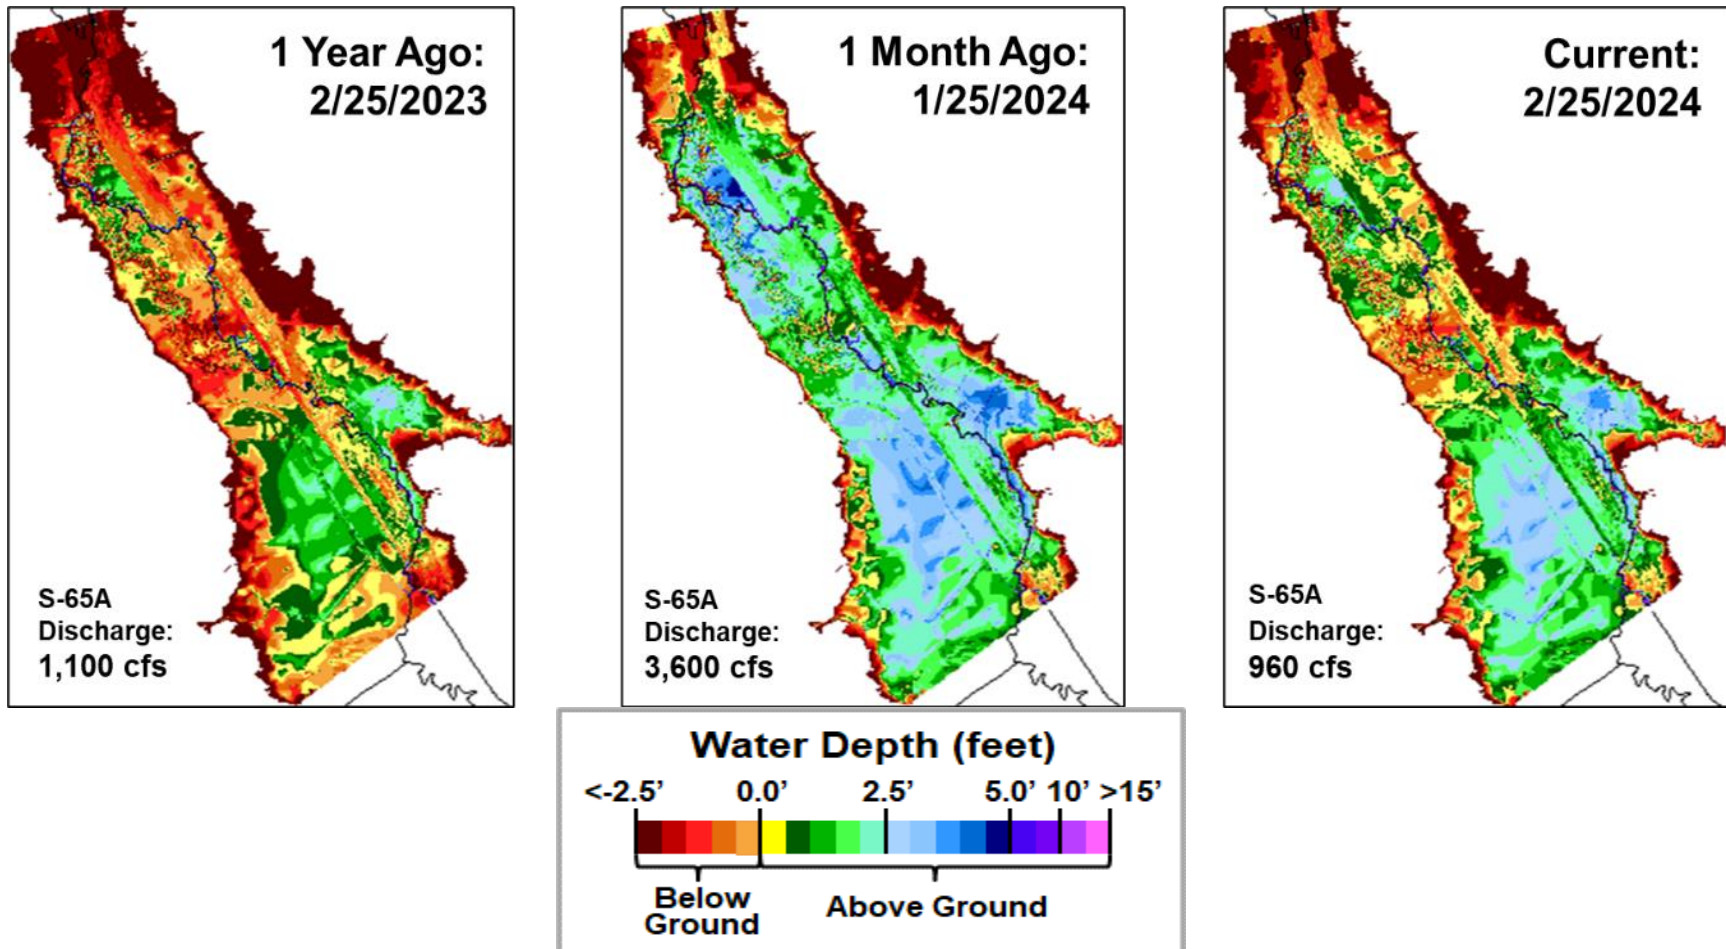 1 Year Ago:
2/25/2023
S-65A
Discharge:
1,100 cfs
1 Month Ago:
1/25/2024
S-65A
Discharge:
3,600 cfs
Current:
2/25/2024
S-65A
Discharge:
960 cfs
Water Depth (feet)
<-2.5’ 0.0’ 2.5’ 5.0’ 10’ >15’
Below
Ground
Above Ground